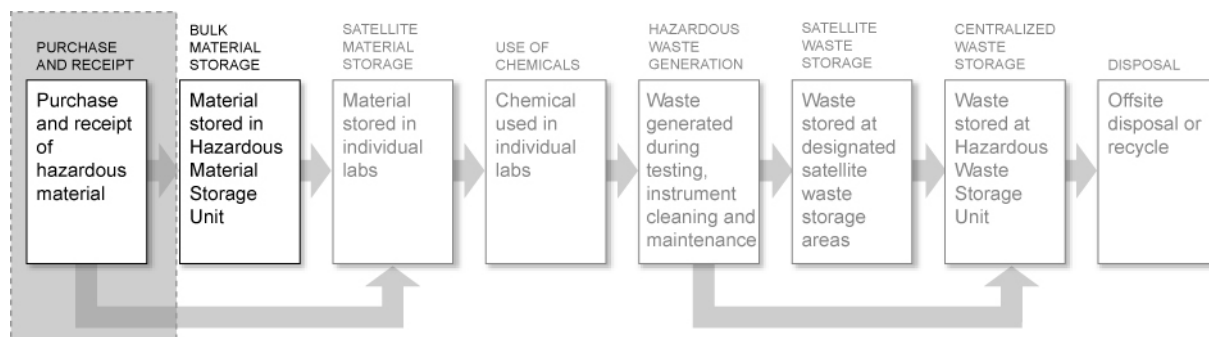 PURCHASE
AND RECEIPT
Purchase
and receipt
of
hazardous
material
BULK
MATERIAL
STORAGE
Material
stored in
Hazardous
Material
Storage
Unit
SATELLITE
MATERIAL
STORAGE
Material
stored in
individual
labs
USE OF
CHEMICALS
Chemical
used in
individual
labs
HAZARDOUS
WASTE
GENERATION
Waste
generated
during
testing,
instrument
cleaning and
maintenance
SATELLITE
WASTE
STORAGE
Waste
stored at
designated
satellite
waste
storage
areas
CENTRALIZED
WASTE
STORAGE
Waste
stored at
Hazardous
Waste
Storage
Unit
DISPOSAL
Offsite
disposal or
recycle